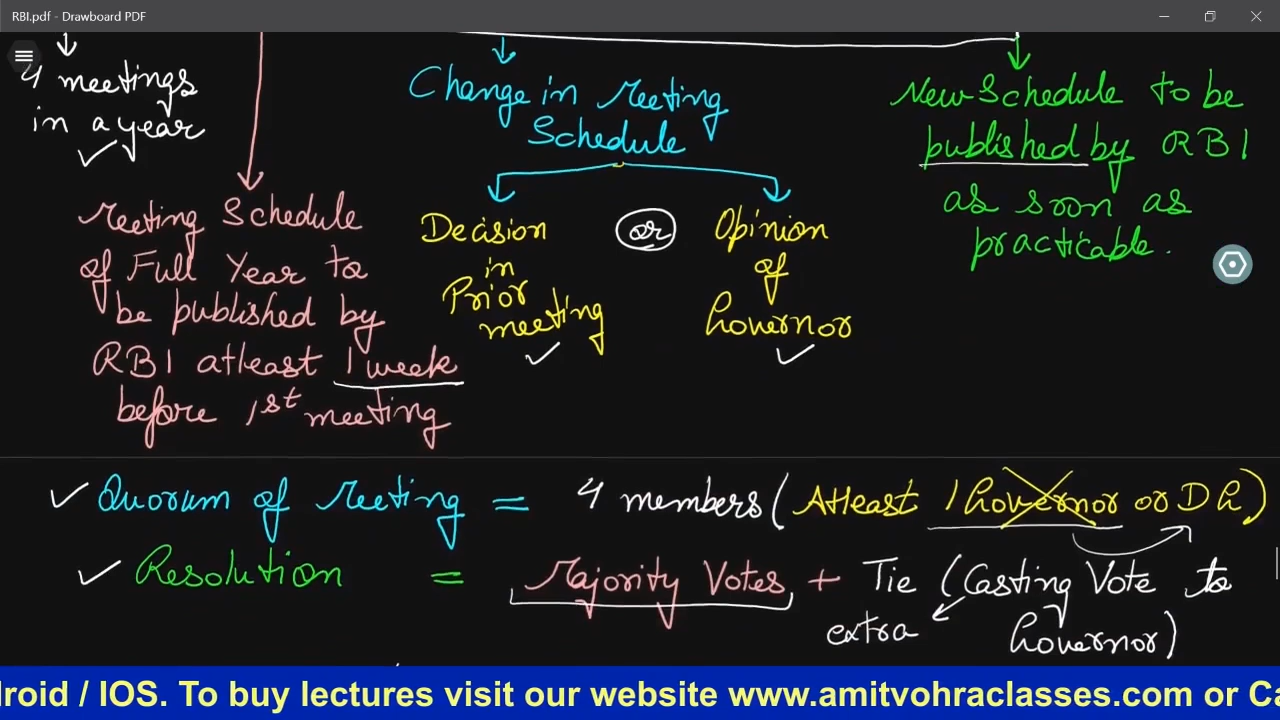 RBI.pdf - Drawboard PDF
4 meetings
in a year
Meeting Schedule
of Full Year to
be published by
RBI atleast 1 week
before 1st meeting
Change in Meeting
Schedule
Decision
in
Prior
meeting
or
Opinion
of
Governor
New Schedule to be
published by RBI
as soon as
practicable.
Quorum of Meeting = 4 members (Atleast 1 Governor or DG)
Resolution = Majority Votes + Tie (Casting Vote to
extra Governor)
droid / IOS. To buy lectures visit our website www.amitvohraclasses.com or Ca